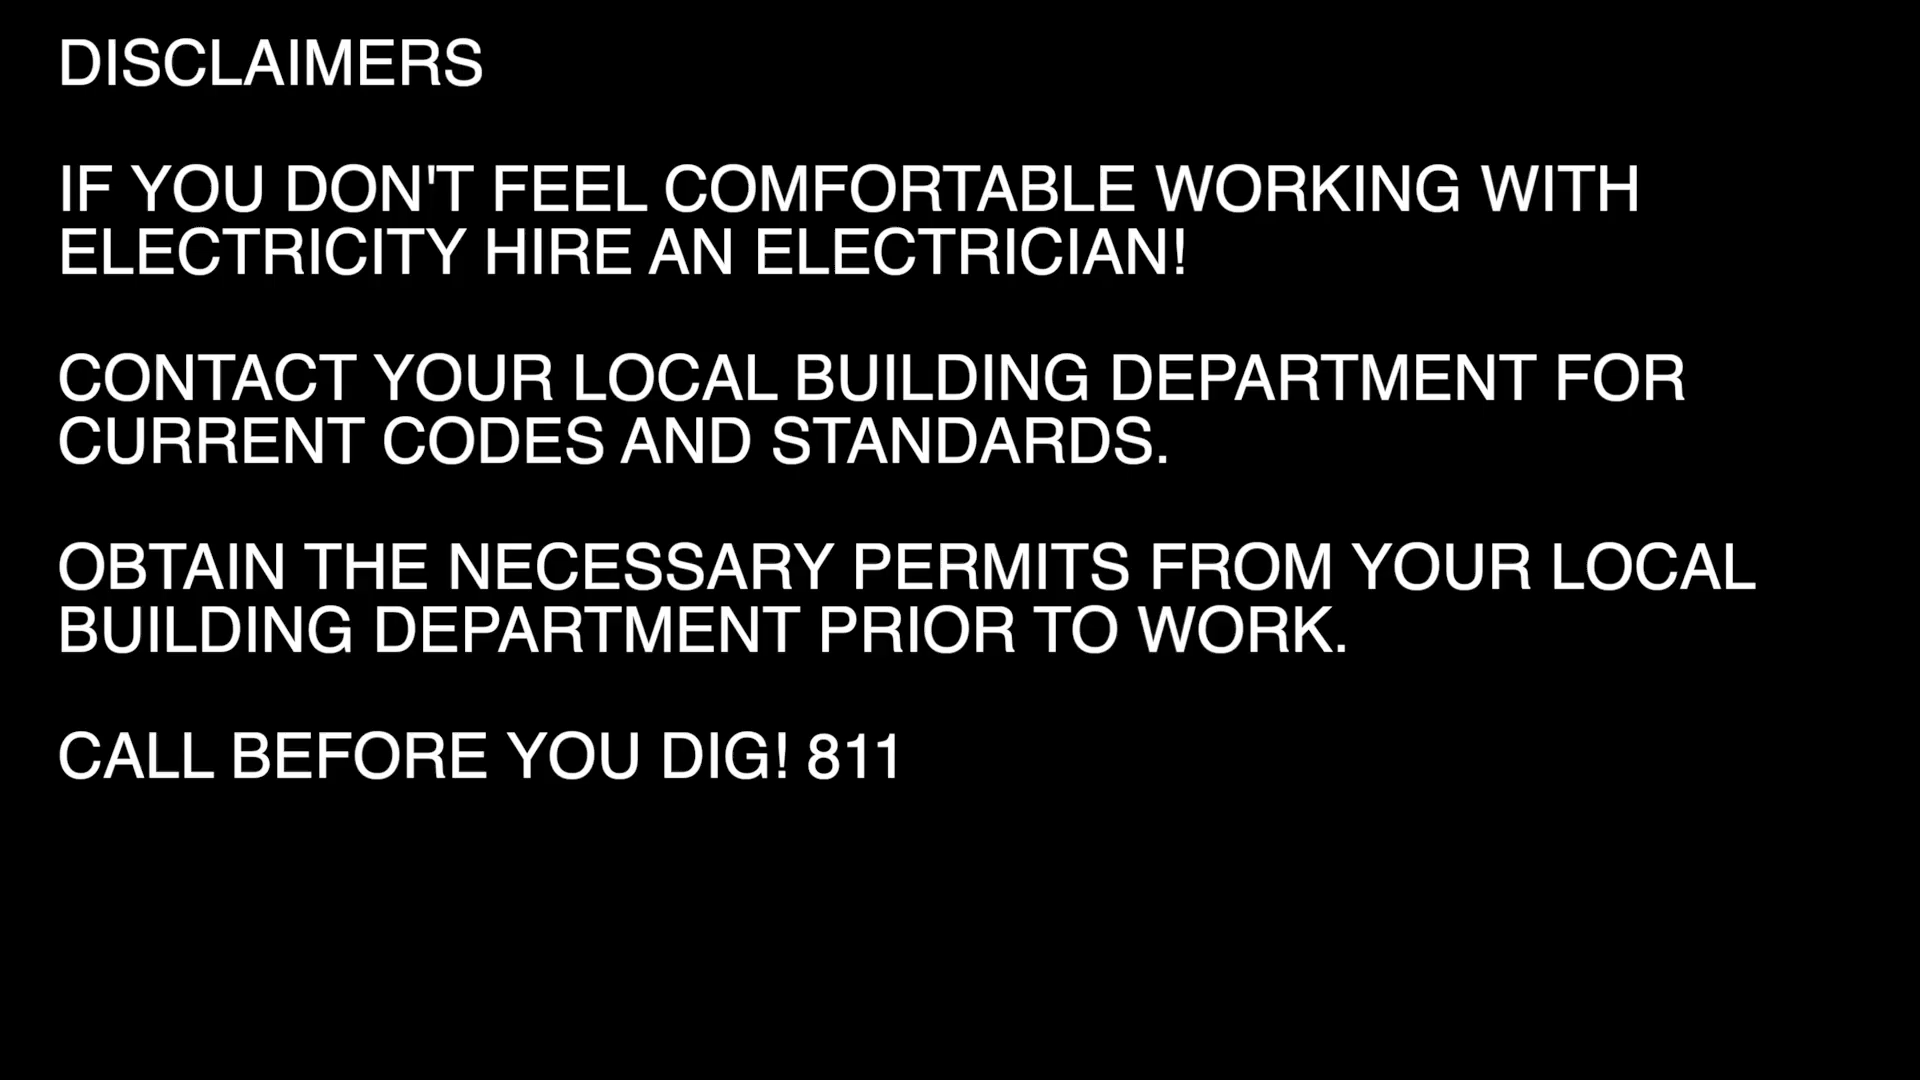 DISCLAIMERS
IF YOU DON'T FEEL COMFORTABLE WORKING WITH
ELECTRICITY HIRE AN ELECTRICIAN!
CONTACT YOUR LOCAL BUILDING DEPARTMENT FOR
CURRENT CODES AND STANDARDS.
OBTAIN THE NECESSARY PERMITS FROM YOUR LOCAL
BUILDING DEPARTMENT PRIOR TO WORK.
CALL BEFORE YOU DIG! 811